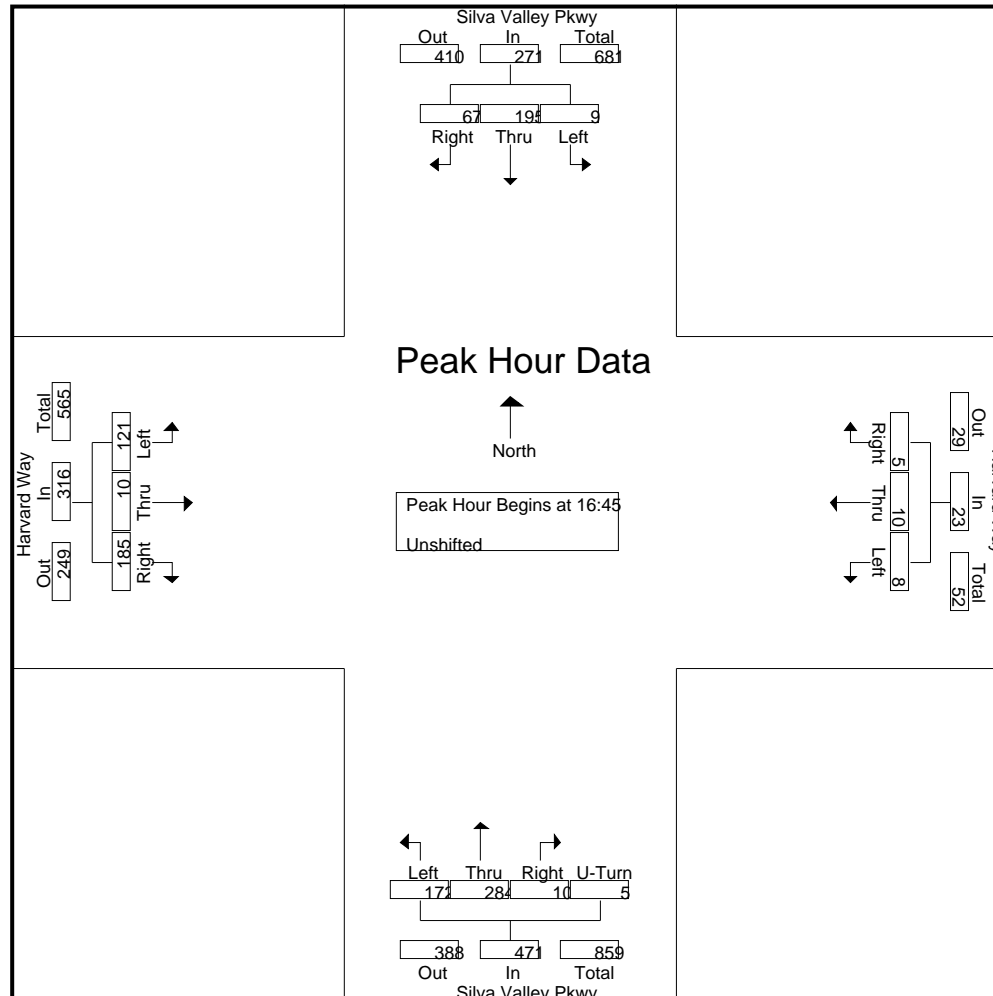 Silva Valley Pkwy
Out In Total
410 271 681
67 195 9
Right Thru Left
Peak Hour Data
North
Peak Hour Begins at 16:45
Unshifted
Harvard Way
Total In Out
565 316 249
121 10 185
Left Thru Right
Right Thru Left
5 10 8
29 23 52
Out In Total
Left Thru Right U-Turn
172 284 10 5
388 471 859
Out In Total
Silva Valley Pkwy